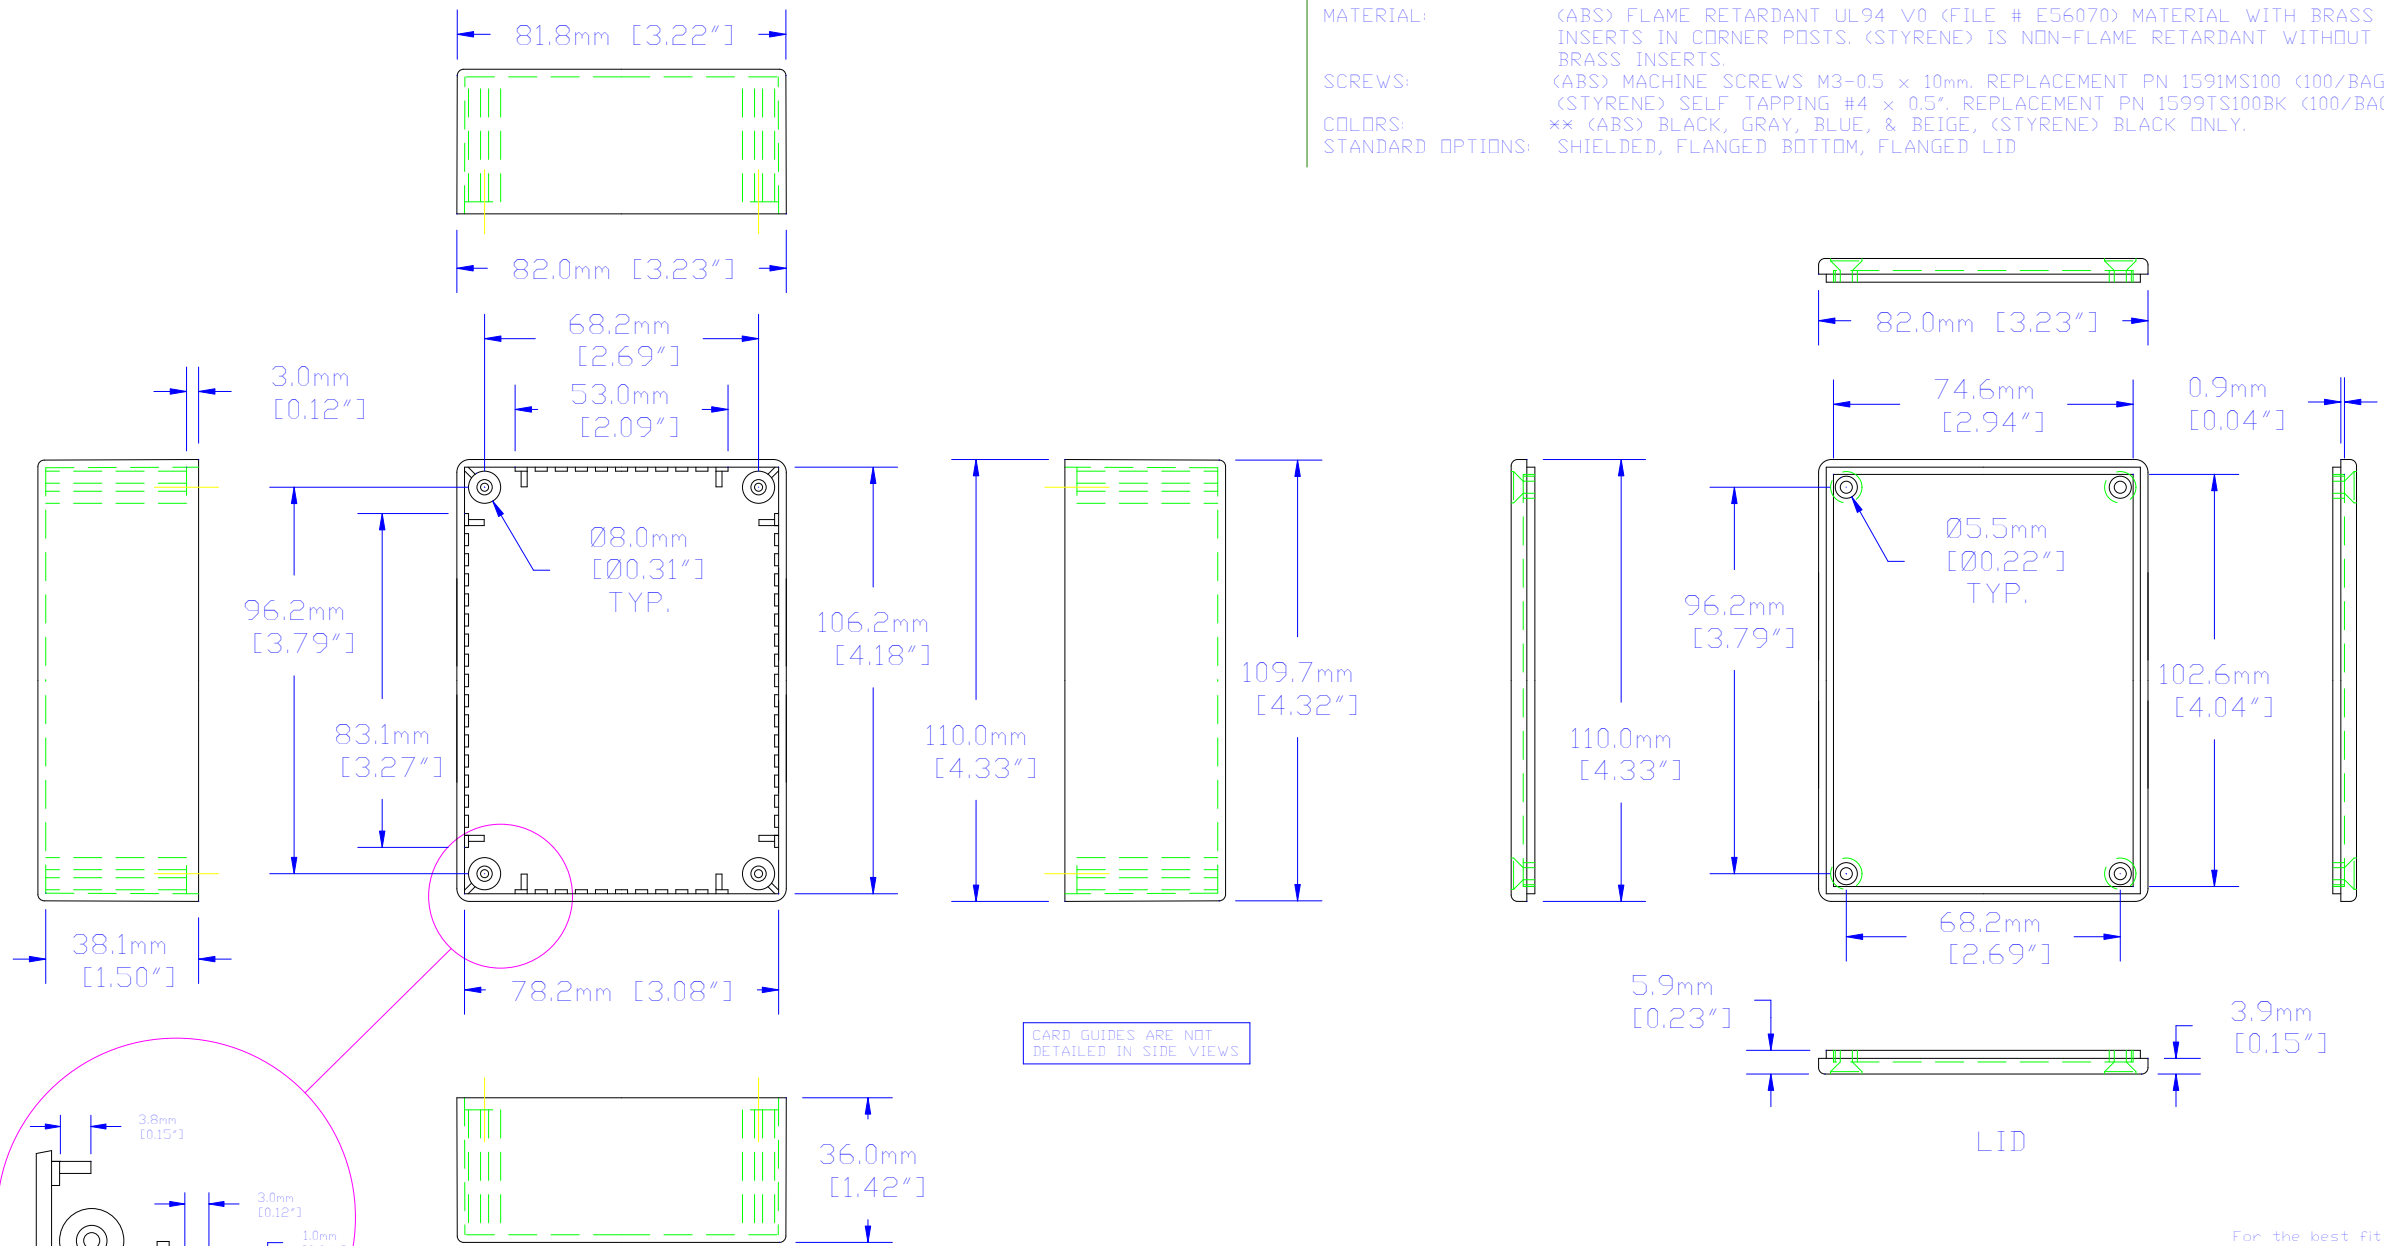 MATERIAL: (ABS) FLAME RETARDANT UL94 V0 (FILE # E56070) MATERIAL WITH BRASS
INSERTS IN CORNER POSTS. (STYRENE) IS NON-FLAME RETARDANT WITHOUT
BRASS INSERTS.
SCREWS: (ABS) MACHINE SCREWS M3-0.5 x 10mm. REPLACEMENT PN 1591MS100 (100/BAG
(STYRENE) SELF TAPPING #4 x 0.5". REPLACEMENT PN 1599TS100BK (100/BAG
COLORS: ** (ABS) BLACK, GRAY, BLUE, & BEIGE, (STYRENE) BLACK ONLY.
STANDARD OPTIONS: SHIELDED, FLANGED BOTTOM, FLANGED LID
81.8mm [3.22"]
82.0mm [3.23"]
68.2mm
[2.69"]
53.0mm
[2.09"]
3.0mm
[0.12"]
Ø8.0mm
[Ø0.31"]
TYP.
96.2mm
[3.79"]
83.1mm
[3.27"]
106.2mm
[4.18"]
110.0mm
[4.33"]
109.7mm
[4.32"]
38.1mm
[1.50"]
78.2mm [3.08"]
CARD GUIDES ARE NOT
DETAILED IN SIDE VIEWS
36.0mm
[1.42"]
3.8mm
[0.15"]
3.0mm
[0.12"]
1.0mm
82.0mm [3.23"]
74.6mm
[2.94"]
0.9mm
[0.04"]
Ø5.5mm
[Ø0.22"]
TYP.
96.2mm
[3.79"]
102.6mm
[4.04"]
110.0mm
[4.33"]
68.2mm
[2.69"]
5.9mm
[0.23"]
3.9mm
[0.15"]
LID
For the best fit